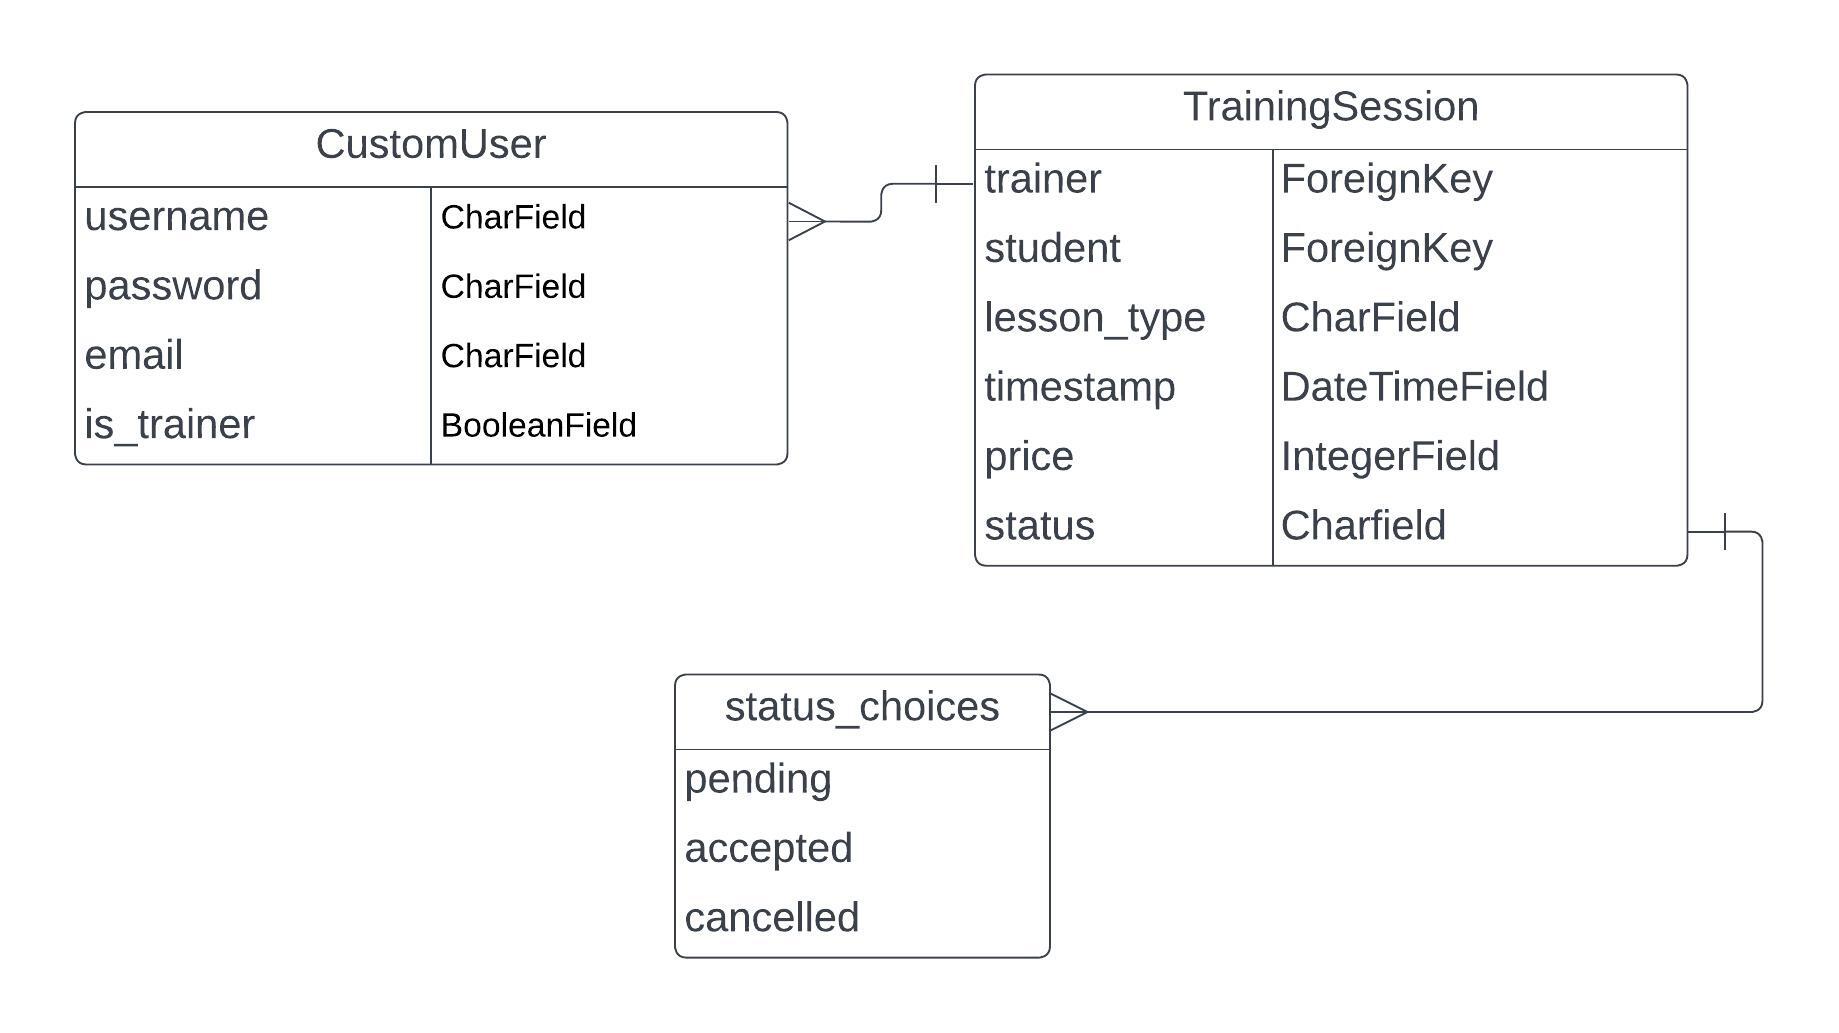 CustomUser
username CharField
password CharField
email CharField
is_trainer BooleanField
TrainingSession
trainer ForeignKey
student ForeignKey
lesson_type CharField
timestamp DateTimeField
price IntegerField
status Charfield
status_choices
pending
accepted
cancelled